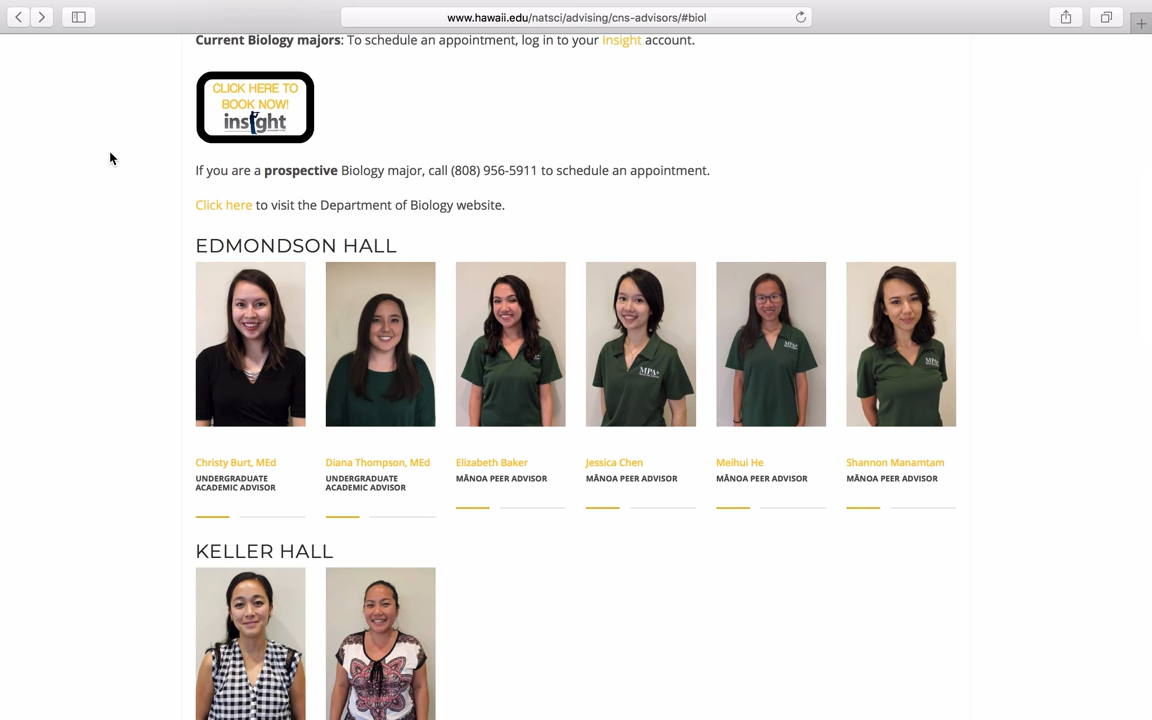 www.hawaii.edu/natsci/advising/cns-advisors/#biol
Current Biology majors: To schedule an appointment, log in to your Insight account.
CLICK HERE TO
BOOK NOW!
insight
If you are a prospective Biology major, call (808) 956-5911 to schedule an appointment.
Click here to visit the Department of Biology website.
EDMONDSON HALL
MPA
MPA
MPA
Christy Burt, MEd
UNDERGRADUATE
ACADEMIC ADVISOR
Diana Thompson, MEd
UNDERGRADUATE
ACADEMIC ADVISOR
Elizabeth Baker
MĀNOA PEER ADVISOR
Jessica Chen
MĀNOA PEER ADVISOR
Meihui He
MĀNOA PEER ADVISOR
Shannon Manamtam
MĀNOA PEER ADVISOR
KELLER HALL